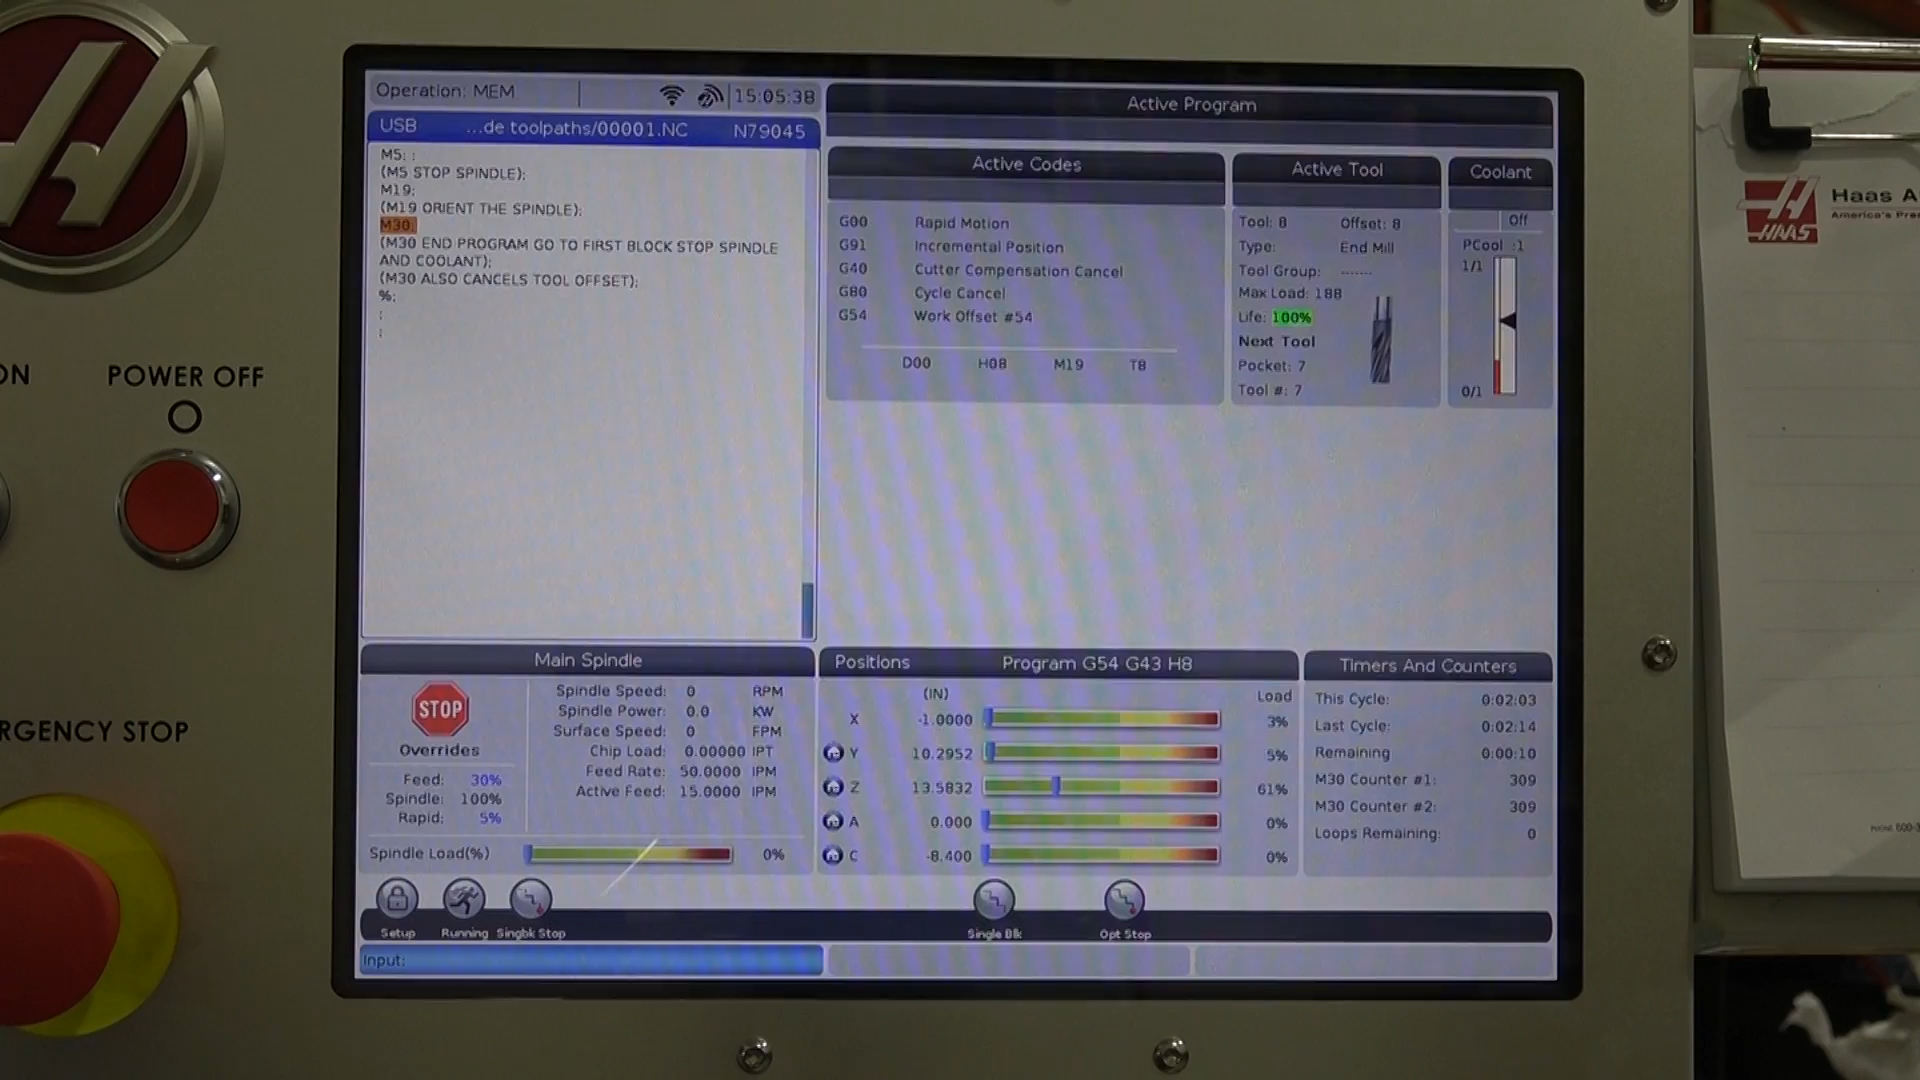 Operation: MEM
15:05:38
USB ...de toolpaths/00001.NC N79045
M5; :
(M5 STOP SPINDLE);
M19;
(M19 ORIENT THE SPINDLE);
M30;
(M30 END PROGRAM GO TO FIRST BLOCK STOP SPINDLE
AND COOLANT);
(M30 ALSO CANCELS TOOL OFFSET);
%;
;
;
Active Program
Active Codes
G00 Rapid Motion
G91 Incremental Position
G40 Cutter Compensation Cancel
G80 Cycle Cancel
G54 Work Offset #54
D00 H08 M19 T8
Active Tool
Tool: 8 Offset: 8
Type: End Mill
Tool Group: ------
Max Load: 188
Life: 100%
Next Tool
Pocket: 7
Tool #: 7
Coolant
Off
PCool :1
1/1
0/1
ON
POWER OFF
RGENCY STOP
Main Spindle
STOP
Overrides
Feed: 30%
Spindle: 100%
Rapid: 5%
Spindle Speed: 0 RPM
Spindle Power: 0.0 KW
Surface Speed: 0 FPM
Chip Load: 0.00000 IPT
Feed Rate: 50.0000 IPM
Active Feed: 15.0000 IPM
Spindle Load(%) 0%
Positions Program G54 G43 H8
(IN) Load
X -1.0000 3%
Y 10.2952 5%
Z 13.5832 61%
A 0.000 0%
C -8.400 0%
Timers And Counters
This Cycle: 0:02:03
Last Cycle: 0:02:14
Remaining 0:00:10
M30 Counter #1: 309
M30 Counter #2: 309
Loops Remaining: 0
Setup Running Singbk Stop Single Blk Opt Stop
Input:
HAAS
Haas A
America's Pre